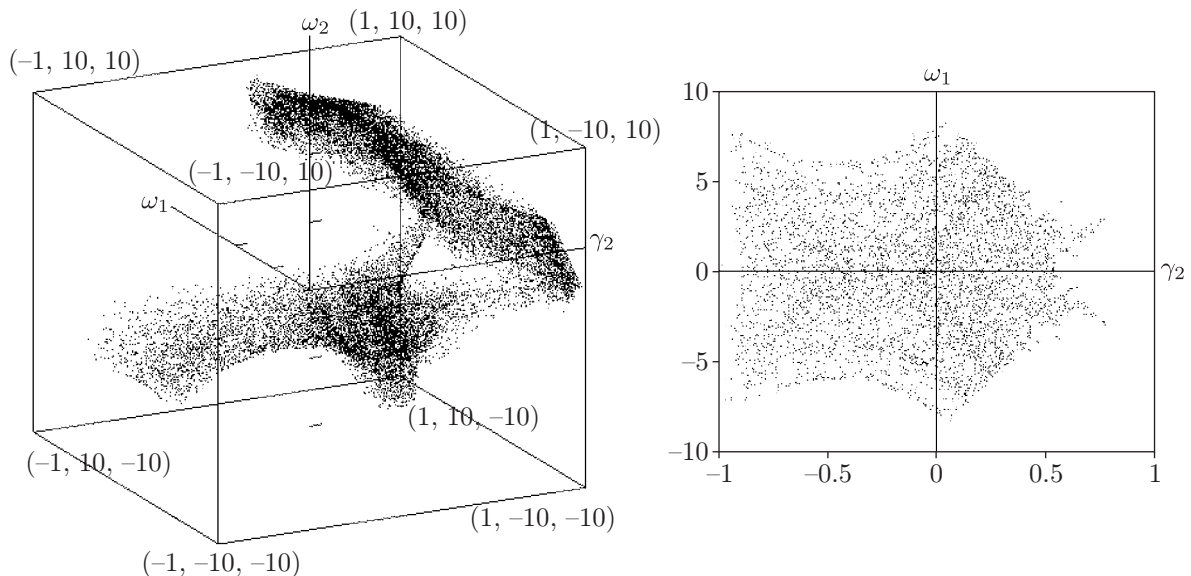 ω₂
(1, 10, 10)
(–1, 10, 10)
(1, –10, 10)
(–1, –10, 10)
ω₁
γ₂
(1, 10, –10)
(–1, 10, –10)
(1, –10, –10)
(–1, –10, –10)
ω₁
10
5
0
γ₂
–5
–10
–1
–0.5
0
0.5
1